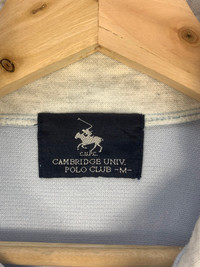 C.U.P.C.
CAMBRIDGE UNIV.
POLO CLUB -M-